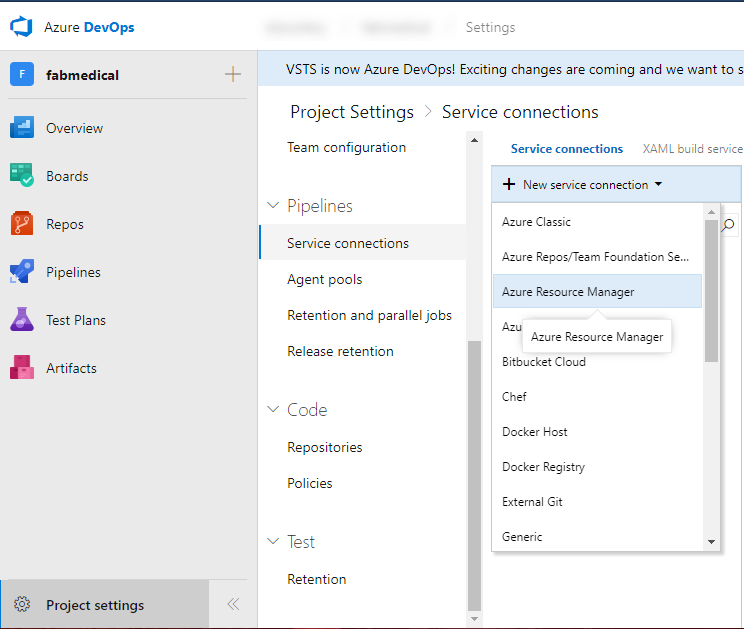 Azure DevOps
Settings
F
fabmedical
Overview
Boards
Repos
Pipelines
Test Plans
Artifacts
Project settings
VSTS is now Azure DevOps! Exciting changes are coming and we want to s
Project Settings > Service connections
Team configuration
Pipelines
Service connections
Agent pools
Retention and parallel jobs
Release retention
Code
Repositories
Policies
Test
Retention
Service connections
XAML build service
+ New service connection
Azure Classic
Azure Repos/Team Foundation Se...
Azure Resource Manager
Azu
Azure Resource Manager
Bitbucket Cloud
Chef
Docker Host
Docker Registry
External Git
Generic